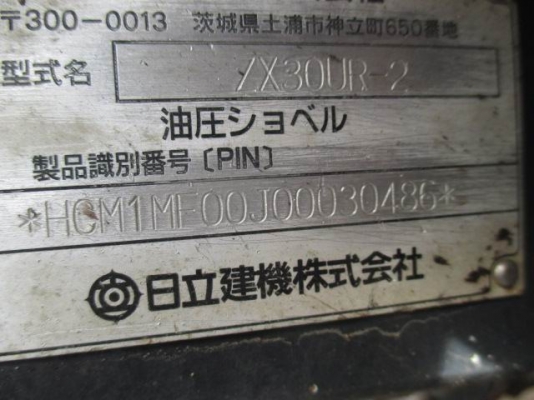 〒300-0013 茨城県土浦市神立町650番地
型式名 ZX30UR-2
油圧ショベル
製品識別番号〔PIN〕
*HCM1MF00J00030486*
日立建機株式会社